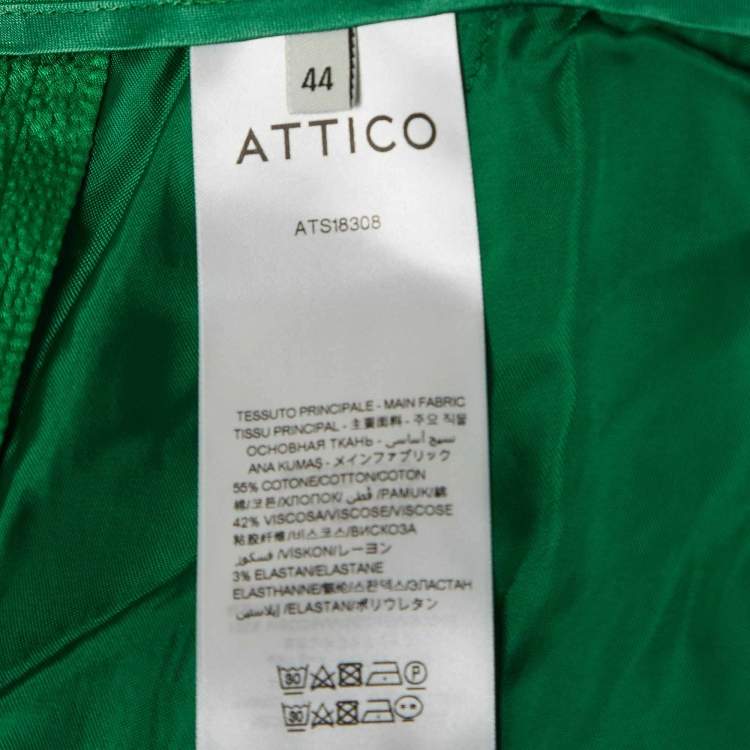 44
ATTICO
ATS18308
TESSUTO PRINCIPALE - MAIN FABRIC
TISSU PRINCIPAL - 主要面料 - 주요 직물
ОСНОВНАЯ ТКАНЬ - نسيج أساسي
ANA KUMAŞ - メインファブリック
55% COTONE/COTTON/COTON
棉/코튼/ХЛОПОК/ قطن /PAMUK/綿
42% VISCOSA/VISCOSE/VISCOSE
粘胶纤维/비스코스/ВИСКОЗА
فسكوز /VISKON/レーヨン
3% ELASTAN/ELASTANE
ELASTHANNE/氨纶/스판덱스/ЭЛАСТАН
إيلاستين /ELASTAN/ポリウレタン
30 P
30